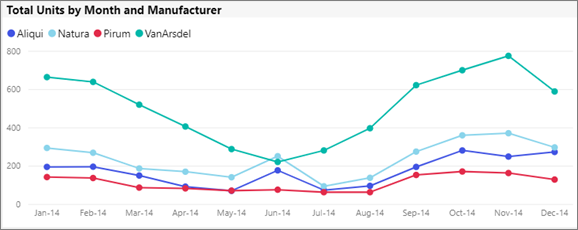 Total Units by Month and Manufacturer
Aliqui Natura Pirum VanArsdel
800
600
400
200
0
Jan-14 Feb-14 Mar-14 Apr-14 May-14 Jun-14 Jul-14 Aug-14 Sep-14 Oct-14 Nov-14 Dec-14